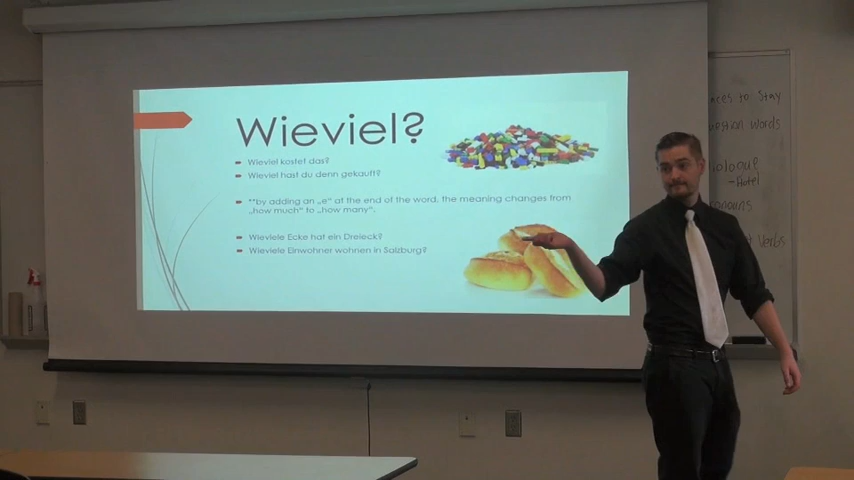 Wieviel?
Wieviel kostet das?
Wieviel hast du denn gekauft?
**by adding an „e" at the end of the word, the meaning changes from
„how much" to „how many".
Wieviele Ecke hat ein Dreieck?
Wieviele Einwohner wohnen in Salzburg?
to Stay
Words
-Hotel
Verbs